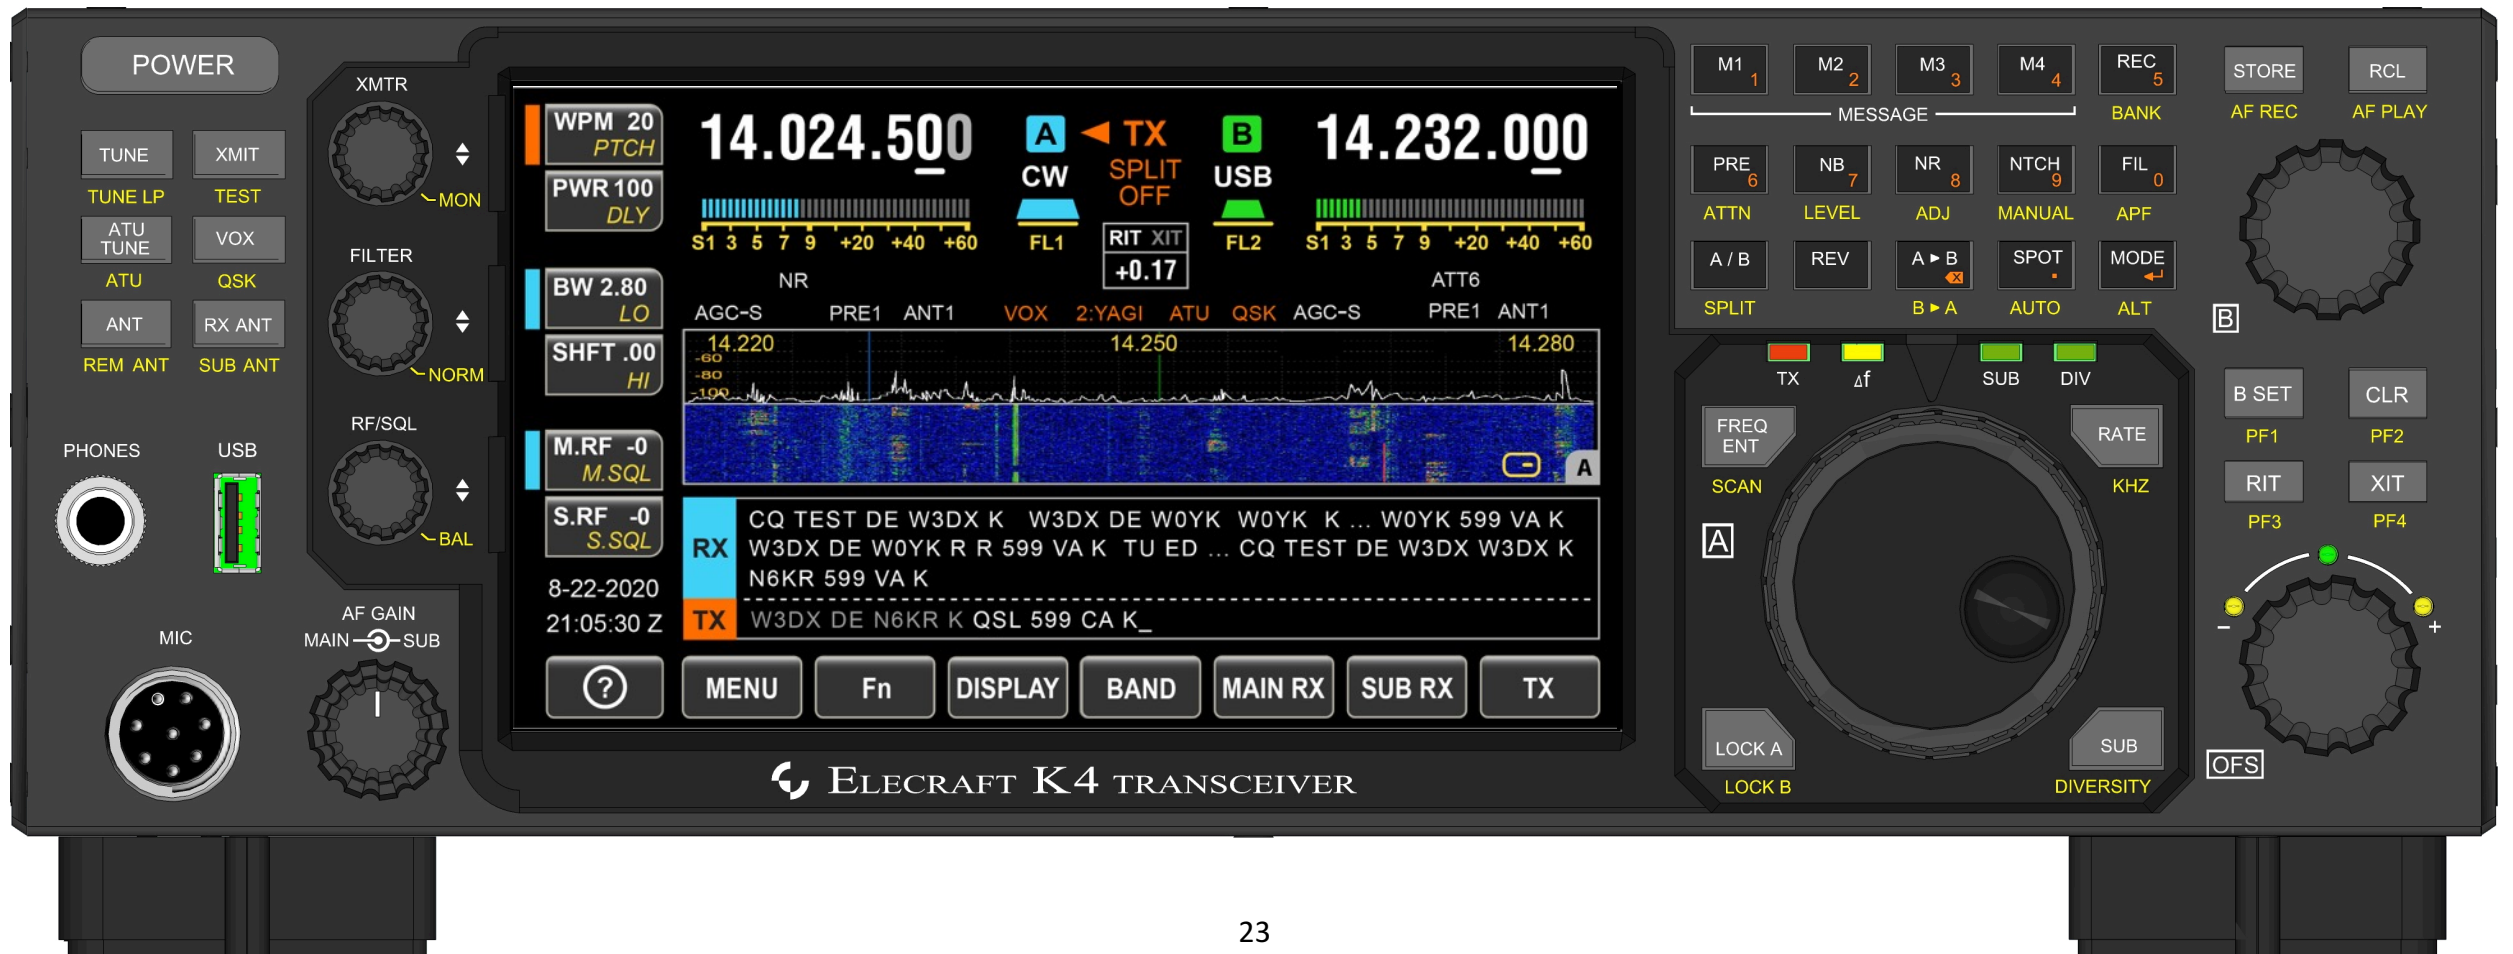 POWER
TUNE XMIT
TUNE LP TEST
ATU TUNE VOX
ATU QSK
ANT RX ANT
REM ANT SUB ANT
PHONES USB
MIC
XMTR
MON
FILTER
NORM
RF/SQL
BAL
AF GAIN
MAIN SUB
WPM 20
PTCH
PWR 100
DLY
BW 2.80
LO
SHFT .00
HI
M.RF -0
M.SQL
S.RF -0
S.SQL
8-22-2020
21:05:30 Z
14.024.500 A TX B 14.232.000
CW SPLIT OFF USB
S1 3 5 7 9 +20 +40 +60 FL1 RIT XIT FL2 S1 3 5 7 9 +20 +40 +60
+0.17
NR ATT6
AGC-S PRE1 ANT1 VOX 2:YAGI ATU QSK AGC-S PRE1 ANT1
14.220 14.250 14.280
-60
-80
-100
A
RX
CQ TEST DE W3DX K W3DX DE W0YK W0YK K ... W0YK 599 VA K
W3DX DE W0YK R R 599 VA K TU ED ... CQ TEST DE W3DX W3DX K
N6KR 599 VA K
TX W3DX DE N6KR K QSL 599 CA K_
? MENU Fn DISPLAY BAND MAIN RX SUB RX TX
ELECRAFT K4 TRANSCEIVER
M1 1 M2 2 M3 3 M4 4 REC 5 STORE RCL
MESSAGE BANK AF REC AF PLAY
PRE 6 NB 7 NR 8 NTCH 9 FIL 0
ATTN LEVEL ADJ MANUAL APF
A / B REV A ▸ B SPOT . MODE
SPLIT B ▸ A AUTO ALT
B
TX Δf SUB DIV
FREQ ENT RATE
SCAN KHZ
A
LOCK A SUB
LOCK B DIVERSITY
B SET CLR
PF1 PF2
RIT XIT
PF3 PF4
- +
OFS
23